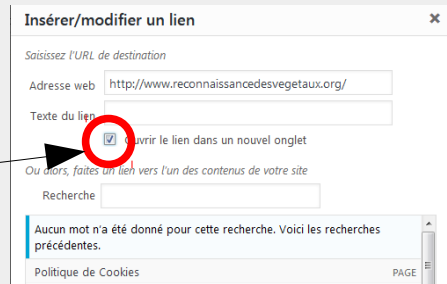 Insérer/modifier un lien
Saisissez l'URL de destination
Adresse web http://www.reconnaissancedesvegetaux.org/
Texte du lien
Ouvrir le lien dans un nouvel onglet
Ou alors, faites un lien vers l'un des contenus de votre site
Recherche
Aucun mot n'a été donné pour cette recherche. Voici les recherches
précédentes.
Politique de Cookies PAGE